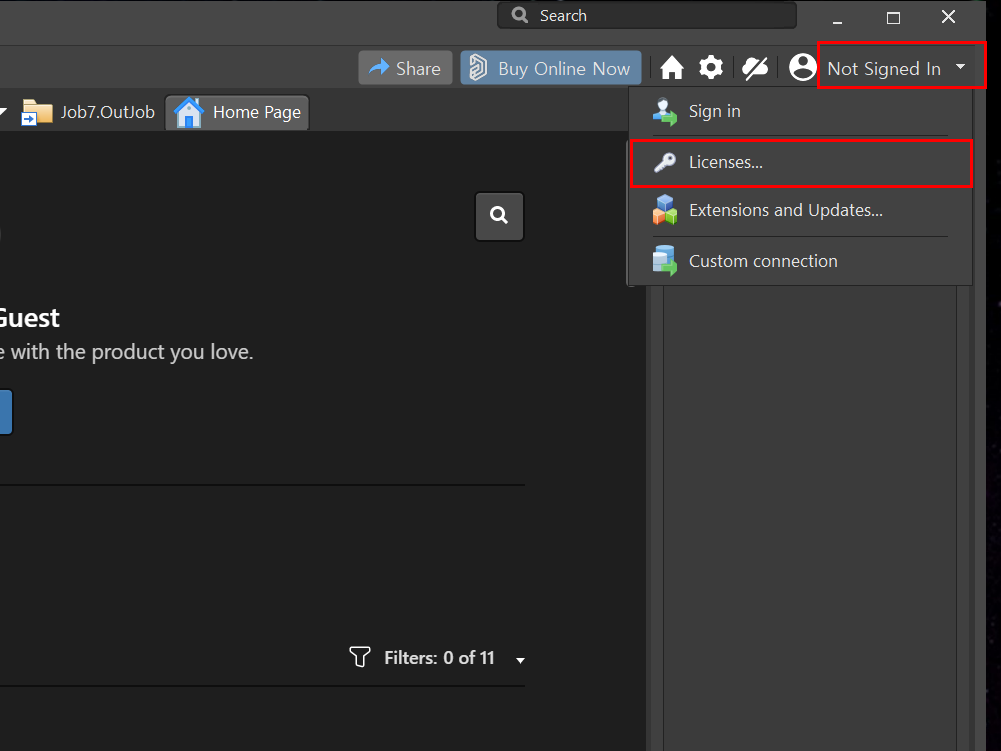 Search
Share
Buy Online Now
Not Signed In
Job7.OutJob
Home Page
Sign in
Licenses...
Extensions and Updates...
Custom connection
Guest
e with the product you love.
Filters: 0 of 11